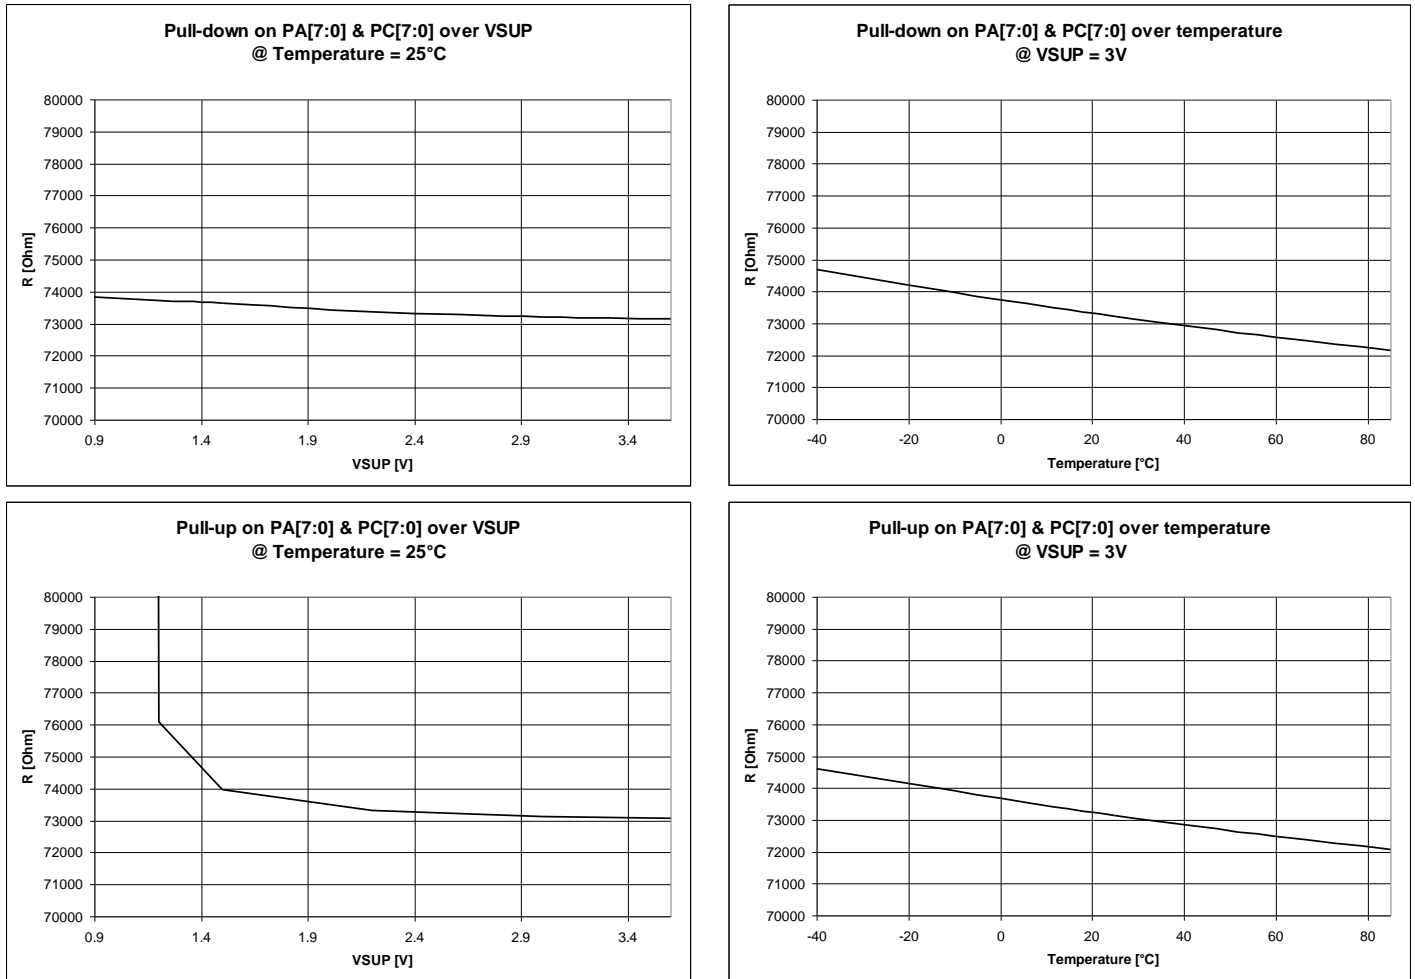 Pull-down on PA[7:0] & PC[7:0] over VSUP
@ Temperature = 25°C
80000
79000
78000
77000
76000
75000
74000
73000
72000
71000
70000
R [Ohm]
0.9 1.4 1.9 2.4 2.9 3.4
VSUP [V]
Pull-down on PA[7:0] & PC[7:0] over temperature
@ VSUP = 3V
80000
79000
78000
77000
76000
75000
74000
73000
72000
71000
70000
R [Ohm]
-40 -20 0 20 40 60 80
Temperature [°C]
Pull-up on PA[7:0] & PC[7:0] over VSUP
@ Temperature = 25°C
80000
79000
78000
77000
76000
75000
74000
73000
72000
71000
70000
R [Ohm]
0.9 1.4 1.9 2.4 2.9 3.4
VSUP [V]
Pull-up on PA[7:0] & PC[7:0] over temperature
@ VSUP = 3V
80000
79000
78000
77000
76000
75000
74000
73000
72000
71000
70000
R [Ohm]
-40 -20 0 20 40 60 80
Temperature [°C]